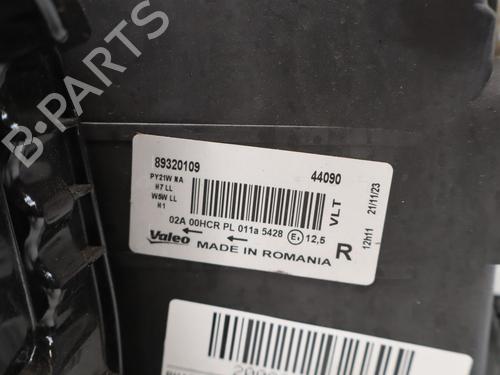 B-PARTS
89320109 44090
PY21W NA
H7 LL
W5W LL
H1
VLT
12h11 21/11/23
02A 00HCR PL 011a 5428 E1 12,5
Valeo MADE IN ROMANIA R